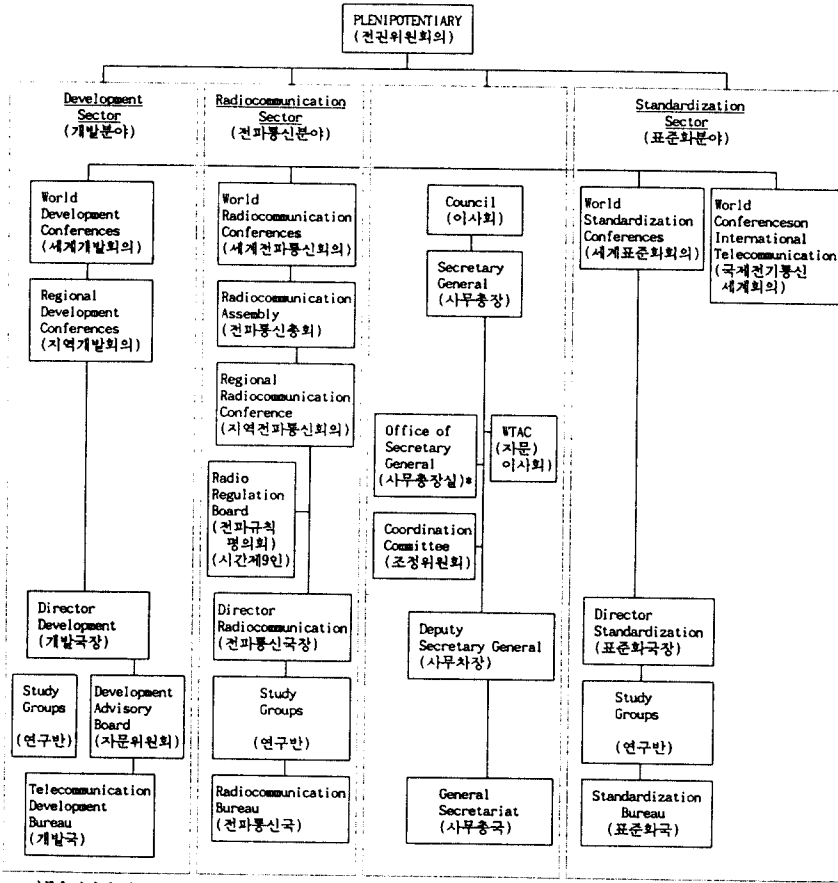 PLENIPOTENTIARY
(전권위원회의)
Development
Sector
(개발분야)
Radiocommunication
Sector
(전파통신분야)
Standardization
Sector
(표준화분야)
World
Development
Conferences
(세계개발회의)
World
Radiocommunication
Conferences
(세계전파통신회의)
Council
(이사회)
World
Standardization
Conferences
(세계표준화회의)
World
Conferenceson
International
Telecommunication
(국제전기통신
세계회의)
Regional
Development
Conferences
(지역개발회의)
Radiocommunication
Assembly
(전파통신총회)
Secretary
General
(사무총장)
Regional
Radiocommunication
Conference
(지역전파통신회의)
Office of
Secretary
General
(사무총장실)*
WTAC
(자문)
이사회
Radio
Regulation
Board
(전파규칙
명의회)
(시간제9인)
Coordination
Committee
(조정위원회)
Director
Development
(개발국장)
Director
Radiocommunication
(전파통신국장)
Deputy
Secretary General
(사무차장)
Director
Standardization
(표준화국장)
Study
Groups
(연구반)
Development
Advisory
Board
(자문위원회)
Study
Groups
(연구반)
Study
Groups
(연구반)
Telecommunication
Development
Bureau
(개발국)
Radiocommunication
Bureau
(전파통신국)
General
Secretariat
(사무총국)
Standardization
Bureau
(표준화국)